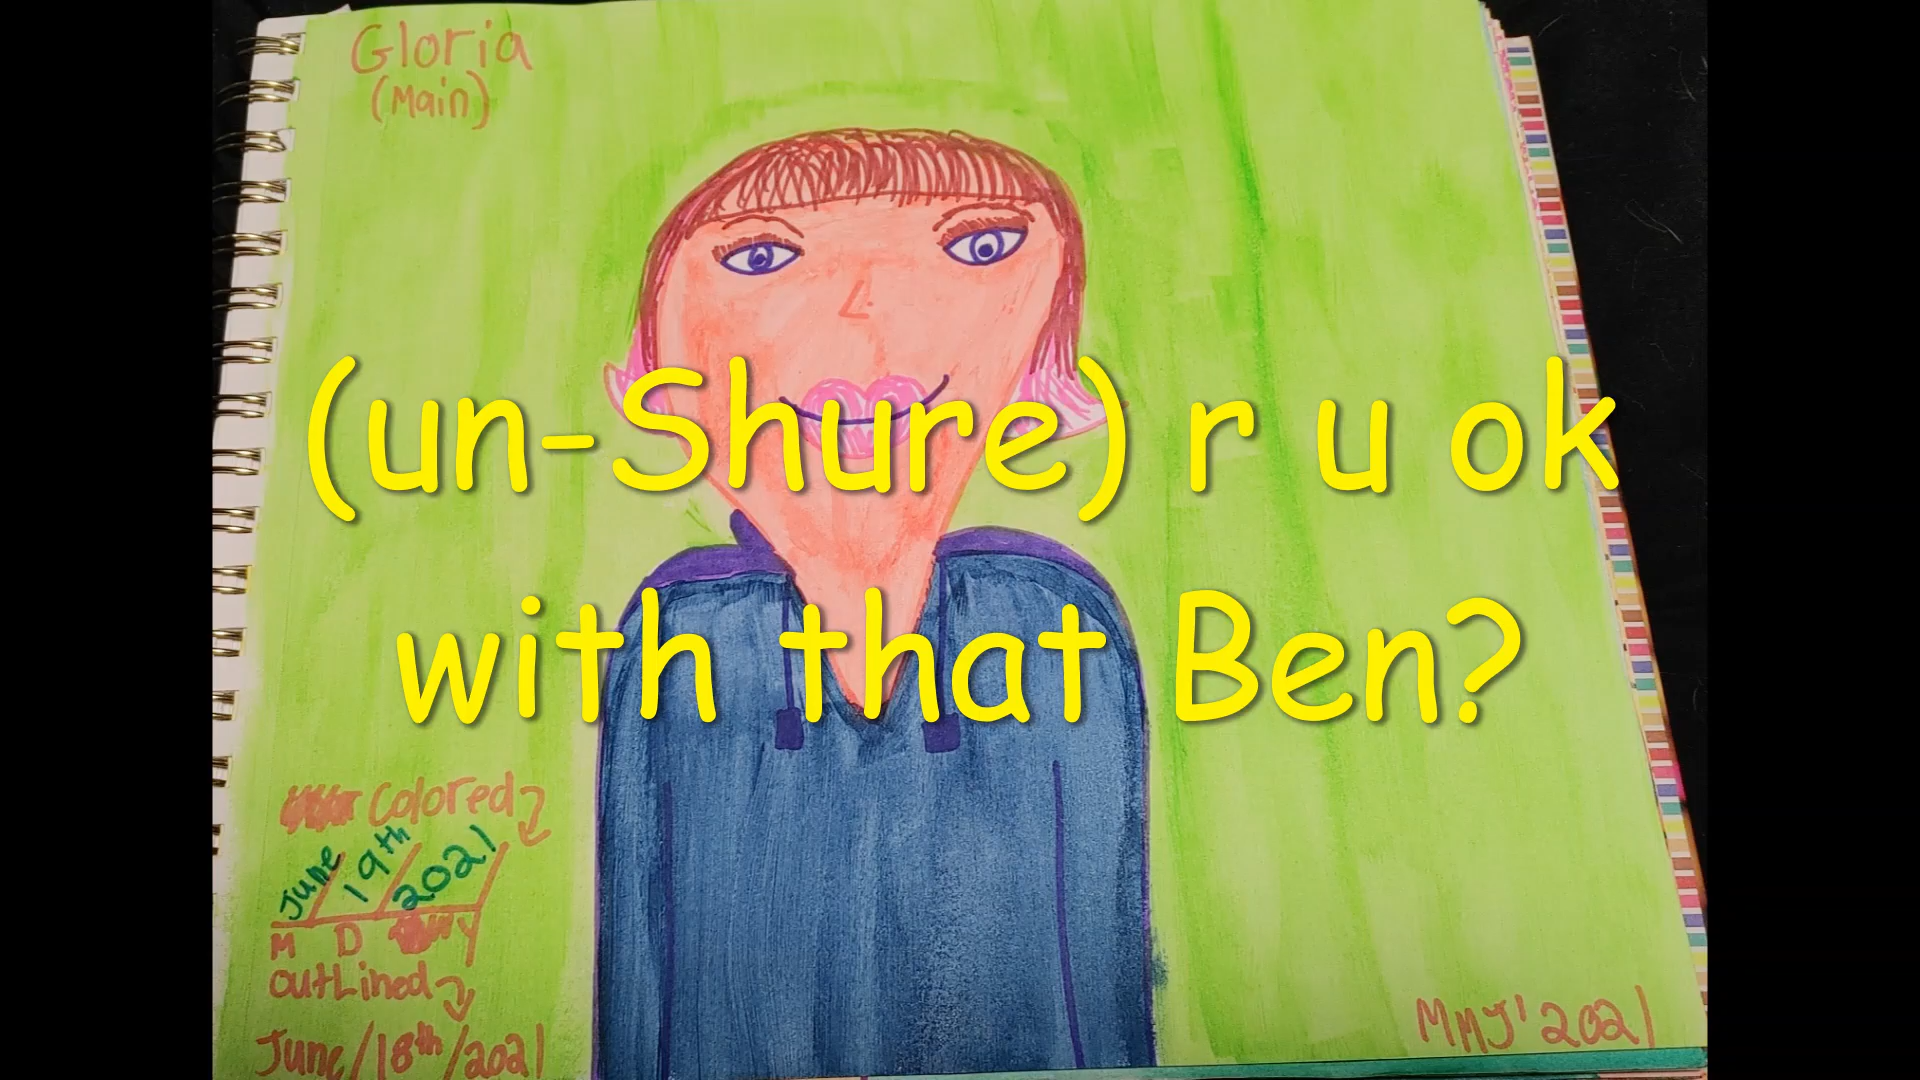 Gloria
(Main)
(un-Shure) r u ok
with that Ben?
Colored
June/19th/2021
M D Y
outLined
June/18th/2021
MMJ'2021